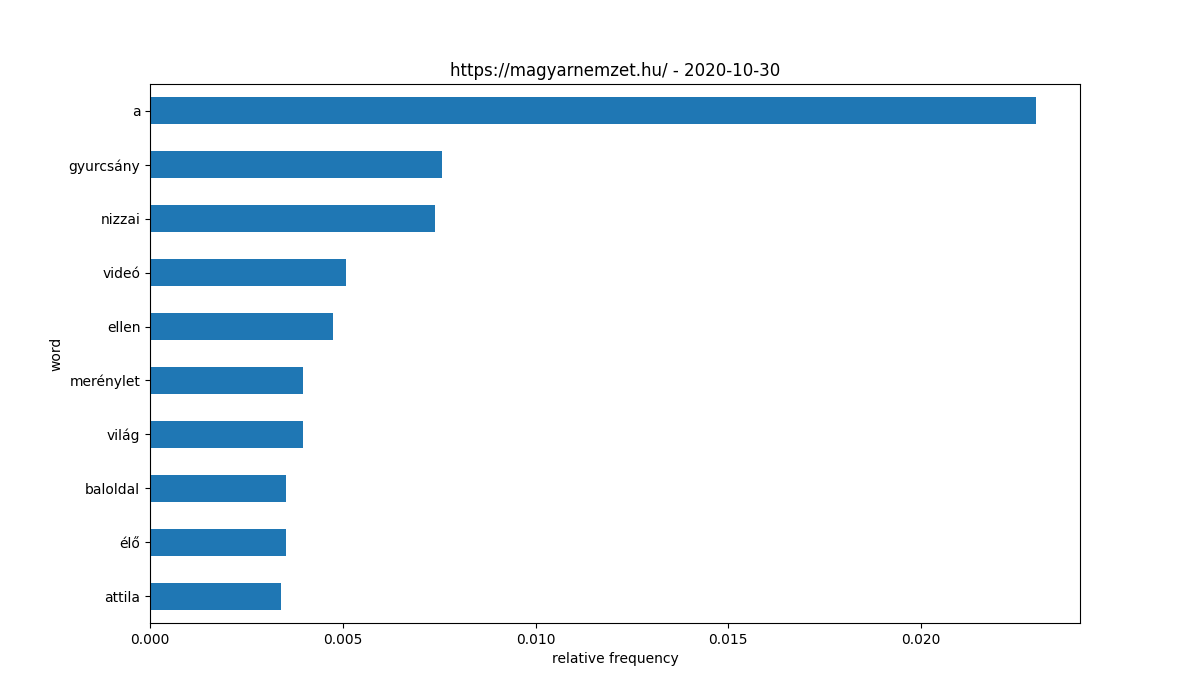 https://magyarnemzet.hu/ - 2020-10-30
a
gyurcsány
nizzai
videó
ellen
merénylet
világ
baloldal
élő
attila
word
0.000 0.005 0.010 0.015 0.020
relative frequency